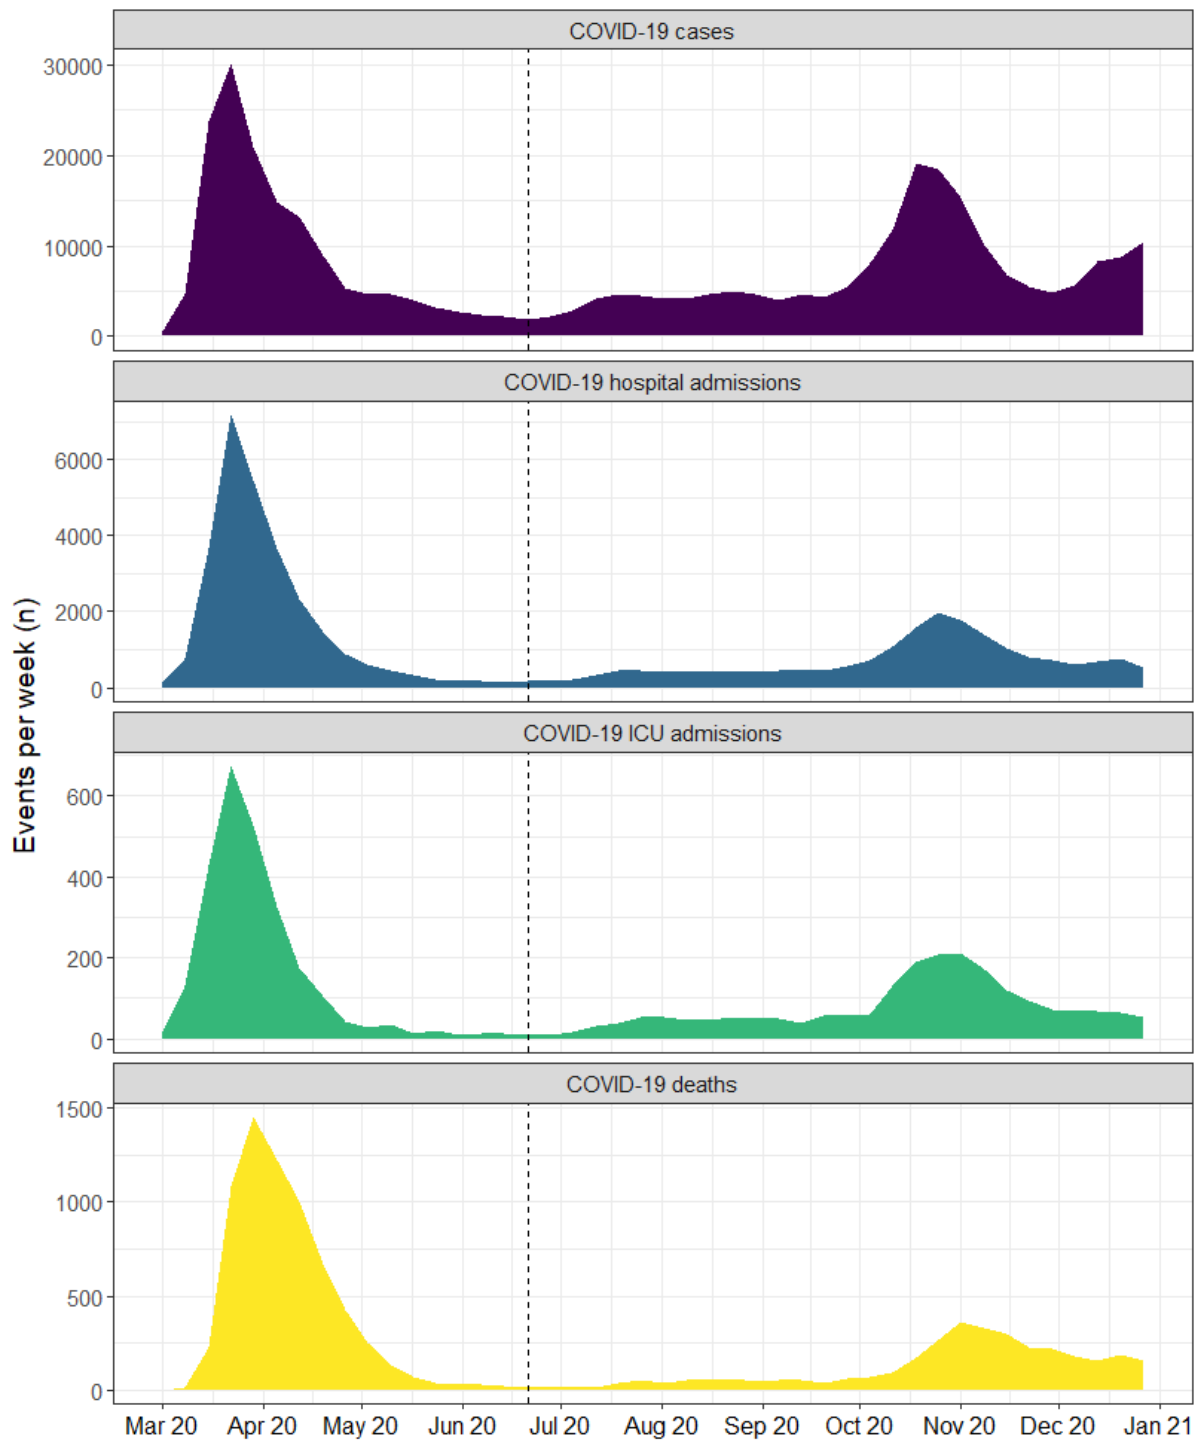 COVID-19 cases
30000
20000
10000
0
COVID-19 hospital admissions
6000
4000
2000
0
COVID-19 ICU admissions
600
400
200
0
COVID-19 deaths
1500
1000
500
0
Events per week (n)
Mar 20 Apr 20 May 20 Jun 20 Jul 20 Aug 20 Sep 20 Oct 20 Nov 20 Dec 20 Jan 21